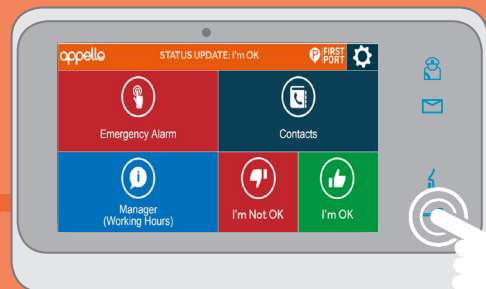 appello
STATUS UPDATE: I'm OK
FIRST
PORT
Emergency Alarm
Contacts
Manager
(Working Hours)
I'm Not OK
I'm OK